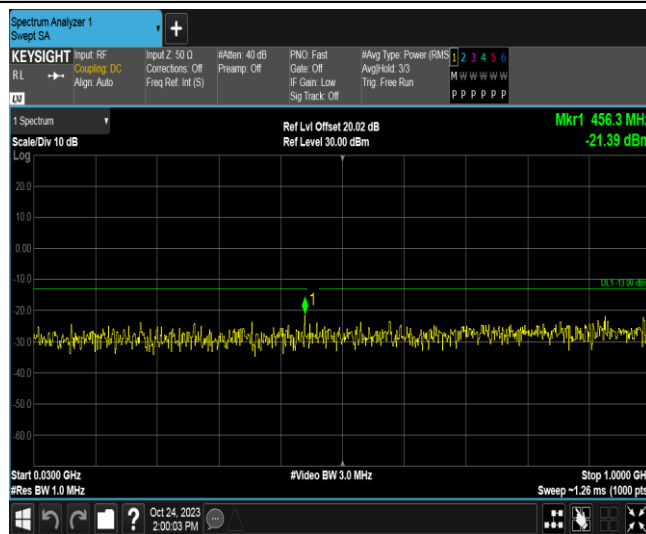 Spectrum Analyzer 1
Swept SA
+
KEYSIGHT
RL
LXI
Input: RF
Coupling: DC
Align: Auto
Input Z: 50 Ω
Corrections: Off
Freq Ref: Int (S)
#Atten: 40 dB
Preamp: Off
PNO: Fast
Gate: Off
IF Gain: Low
Sig Track: Off
#Avg Type: Power (RMS
Avg|Hold: 3/3
Trig: Free Run
1 2 3 4 5 6
M W W W W W
P P P P P P
1 Spectrum
Scale/Div 10 dB
Log
Ref Lvl Offset 20.02 dB
Ref Level 30.00 dBm
Mkr1 456.3 MHz
-21.39 dBm
20.0
10.0
0.00
-10.0
DL1 -13.00 dBm
1
-20.0
-30.0
-40.0
-50.0
-60.0
Start 0.0300 GHz
#Res BW 1.0 MHz
#Video BW 3.0 MHz
Stop 1.0000 GH
Sweep ~1.26 ms (1000 pts
?
Oct 24, 2023
2:00:03 PM